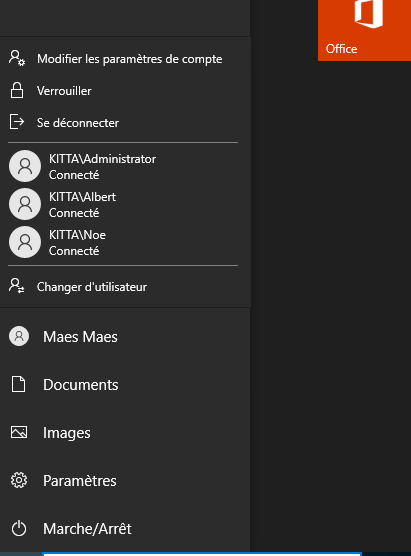 Office
Modifier les paramètres de compte
Verrouiller
Se déconnecter
KITTA\Administrator
Connecté
KITTA\Albert
Connecté
KITTA\Noe
Connecté
Changer d'utilisateur
Maes Maes
Documents
Images
Paramètres
Marche/Arrêt